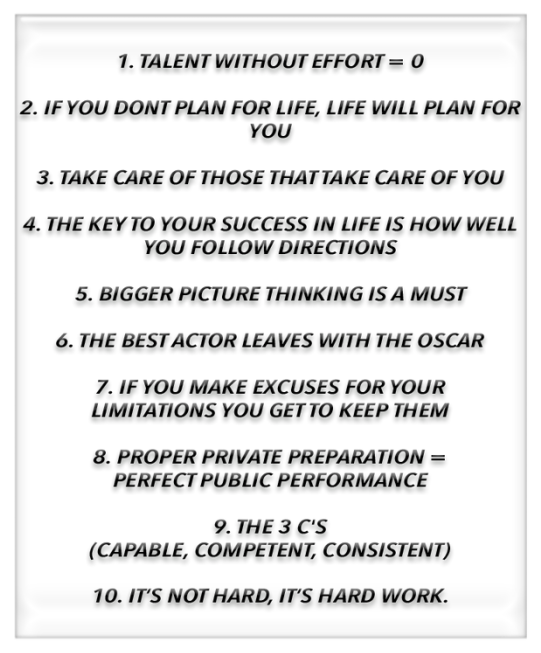 1. TALENT WITHOUT EFFORT = 0
2. IF YOU DONT PLAN FOR LIFE, LIFE WILL PLAN FOR
YOU
3. TAKE CARE OF THOSE THAT TAKE CARE OF YOU
4. THE KEY TO YOUR SUCCESS IN LIFE IS HOW WELL
YOU FOLLOW DIRECTIONS
5. BIGGER PICTURE THINKING IS A MUST
6. THE BEST ACTOR LEAVES WITH THE OSCAR
7. IF YOU MAKE EXCUSES FOR YOUR
LIMITATIONS YOU GET TO KEEP THEM
8. PROPER PRIVATE PREPARATION =
PERFECT PUBLIC PERFORMANCE
9. THE 3 C'S
(CAPABLE, COMPETENT, CONSISTENT)
10. IT’S NOT HARD, IT’S HARD WORK.